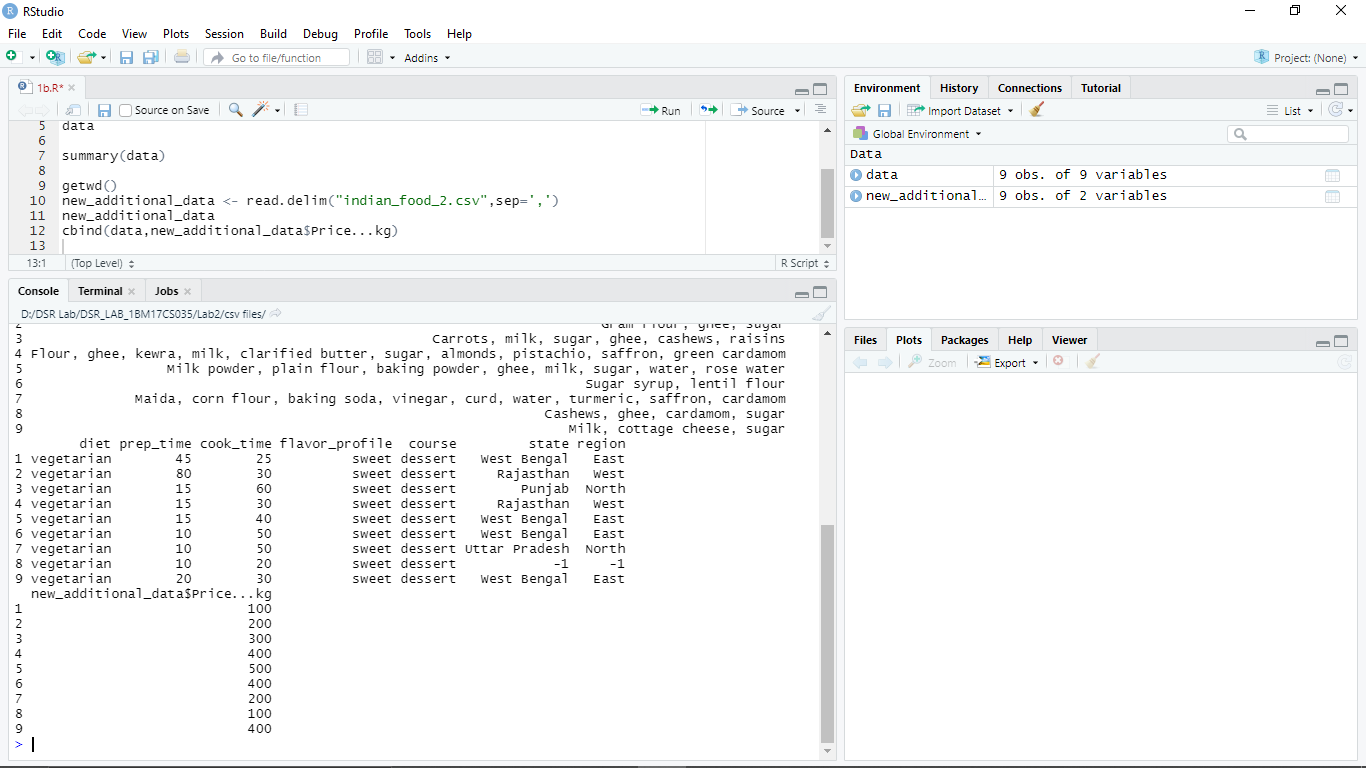 RStudio
File Edit Code View Plots Session Build Debug Profile Tools Help
Go to file/function Addins Project: (None)
1b.R*
Source on Save Run Source
5 data
6
7 summary(data)
8
9 getwd()
10 new_additional_data <- read.delim("indian_food_2.csv",sep=',')
11 new_additional_data
12 cbind(data,new_additional_data$Price...kg)
13
13:1 (Top Level) R Script
Console Terminal Jobs
D:/DSR Lab/DSR_LAB_1BM17CS035/Lab2/csv files/
2 Gram flour, ghee, sugar
3 Carrots, milk, sugar, ghee, cashews, raisins
4 Flour, ghee, kewra, milk, clarified butter, sugar, almonds, pistachio, saffron, green cardamom
5 Milk powder, plain flour, baking powder, ghee, milk, sugar, water, rose water
6 Sugar syrup, lentil flour
7 Maida, corn flour, baking soda, vinegar, curd, water, turmeric, saffron, cardamom
8 Cashews, ghee, cardamom, sugar
9 Milk, cottage cheese, sugar
diet prep_time cook_time flavor_profile course state region
1 vegetarian 45 25 sweet dessert West Bengal East
2 vegetarian 80 30 sweet dessert Rajasthan West
3 vegetarian 15 60 sweet dessert Punjab North
4 vegetarian 15 30 sweet dessert Rajasthan West
5 vegetarian 15 40 sweet dessert West Bengal East
6 vegetarian 10 50 sweet dessert West Bengal East
7 vegetarian 10 50 sweet dessert Uttar Pradesh North
8 vegetarian 10 20 sweet dessert -1 -1
9 vegetarian 20 30 sweet dessert West Bengal East
new_additional_data$Price...kg
1 100
2 200
3 300
4 400
5 500
6 400
7 200
8 100
9 400
>
Environment History Connections Tutorial
Import Dataset List
Global Environment
Data
data 9 obs. of 9 variables
new_additional… 9 obs. of 2 variables
Files Plots Packages Help Viewer
Zoom Export